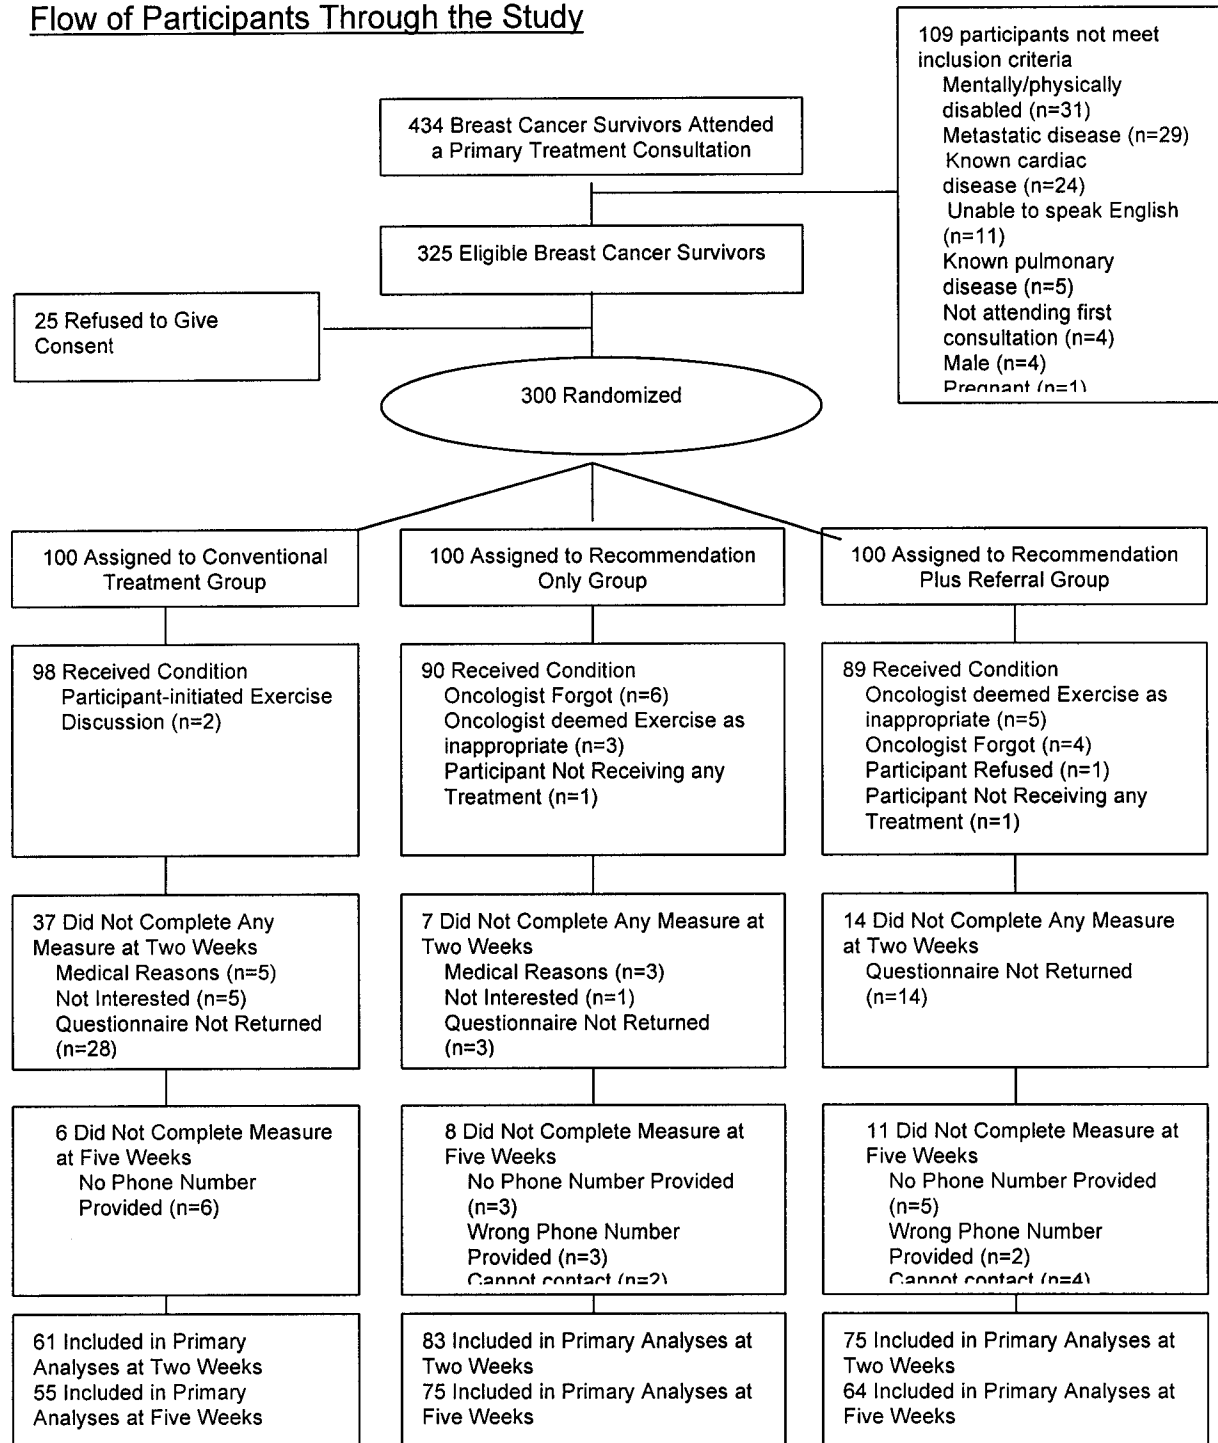 Flow of Participants Through the Study
109 participants not meet
inclusion criteria
Mentally/physically
disabled (n=31)
Metastatic disease (n=29)
Known cardiac
disease (n=24)
Unable to speak English
(n=11)
Known pulmonary
disease (n=5)
Not attending first
consultation (n=4)
Male (n=4)
Pregnant (n=1)
434 Breast Cancer Survivors Attended
a Primary Treatment Consultation
325 Eligible Breast Cancer Survivors
25 Refused to Give
Consent
300 Randomized
100 Assigned to Conventional
Treatment Group
100 Assigned to Recommendation
Only Group
100 Assigned to Recommendation
Plus Referral Group
98 Received Condition
Participant-initiated Exercise
Discussion (n=2)
90 Received Condition
Oncologist Forgot (n=6)
Oncologist deemed Exercise as
inappropriate (n=3)
Participant Not Receiving any
Treatment (n=1)
89 Received Condition
Oncologist deemed Exercise as
inappropriate (n=5)
Oncologist Forgot (n=4)
Participant Refused (n=1)
Participant Not Receiving any
Treatment (n=1)
37 Did Not Complete Any
Measure at Two Weeks
Medical Reasons (n=5)
Not Interested (n=5)
Questionnaire Not Returned
(n=28)
7 Did Not Complete Any Measure at
Two Weeks
Medical Reasons (n=3)
Not Interested (n=1)
Questionnaire Not Returned
(n=3)
14 Did Not Complete Any Measure
at Two Weeks
Questionnaire Not Returned
(n=14)
6 Did Not Complete Measure
at Five Weeks
No Phone Number
Provided (n=6)
8 Did Not Complete Measure at
Five Weeks
No Phone Number Provided
(n=3)
Wrong Phone Number
Provided (n=3)
Cannot contact (n=2)
11 Did Not Complete Measure at
Five Weeks
No Phone Number Provided
(n=5)
Wrong Phone Number
Provided (n=2)
Cannot contact (n=4)
61 Included in Primary
Analyses at Two Weeks
55 Included in Primary
Analyses at Five Weeks
83 Included in Primary Analyses at
Two Weeks
75 Included in Primary Analyses at
Five Weeks
75 Included in Primary Analyses at
Two Weeks
64 Included in Primary Analyses at
Five Weeks